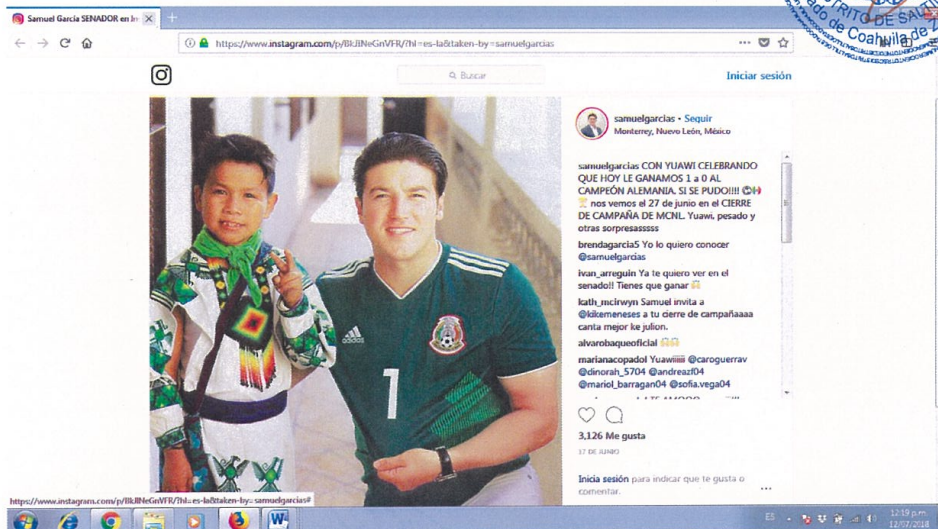 Samuel García SENADOR en In
DISTRITO DE SALTI
do de Coahuila de Z
https://www.instagram.com/p/BkJlNeGnVFR/?hl=es-la&taken-by=samuelgarcias
Buscar
Iniciar sesión
samuelgarcias • Seguir
Monterrey, Nuevo León, México
samuelgarcias CON YUAWI CELEBRANDO
QUE HOY LE GANAMOS 1 a 0 AL
CAMPEÓN ALEMANIA. SI SE PUDO!!!! ⚽🇲🇽
🏆 nos vemos el 27 de junio en el CIERRE
DE CAMPAÑA DE MCNL. Yuawi, pesado y
otras sorpresasssss
brendagarcia5 Yo lo quiero conocer
@samuelgarcias
ivan_arreguin Ya te quiero ver en el
senado!! Tienes que ganar 🙌
kath_mcirwyn Samuel invita a
@kikemeneses a tu cierre de campañaaaa
canta mejor ke julion.
alvarobaqueoficial 🙌🙌
marianacopadol Yuawiiiiii @caroguerrav
@dinorah_5704 @andreazf04
@mariol_barragan04 @sofia.vega04
adidas
1
3,126 Me gusta
17 DE JUNIO
Inicia sesión para indicar que te gusta o
comentar.
https://www.instagram.com/p/BkJlNeGnVFR/?hl=es-la&taken-by=samuelgarcias#
ES
12:19 p.m.
12/07/2018